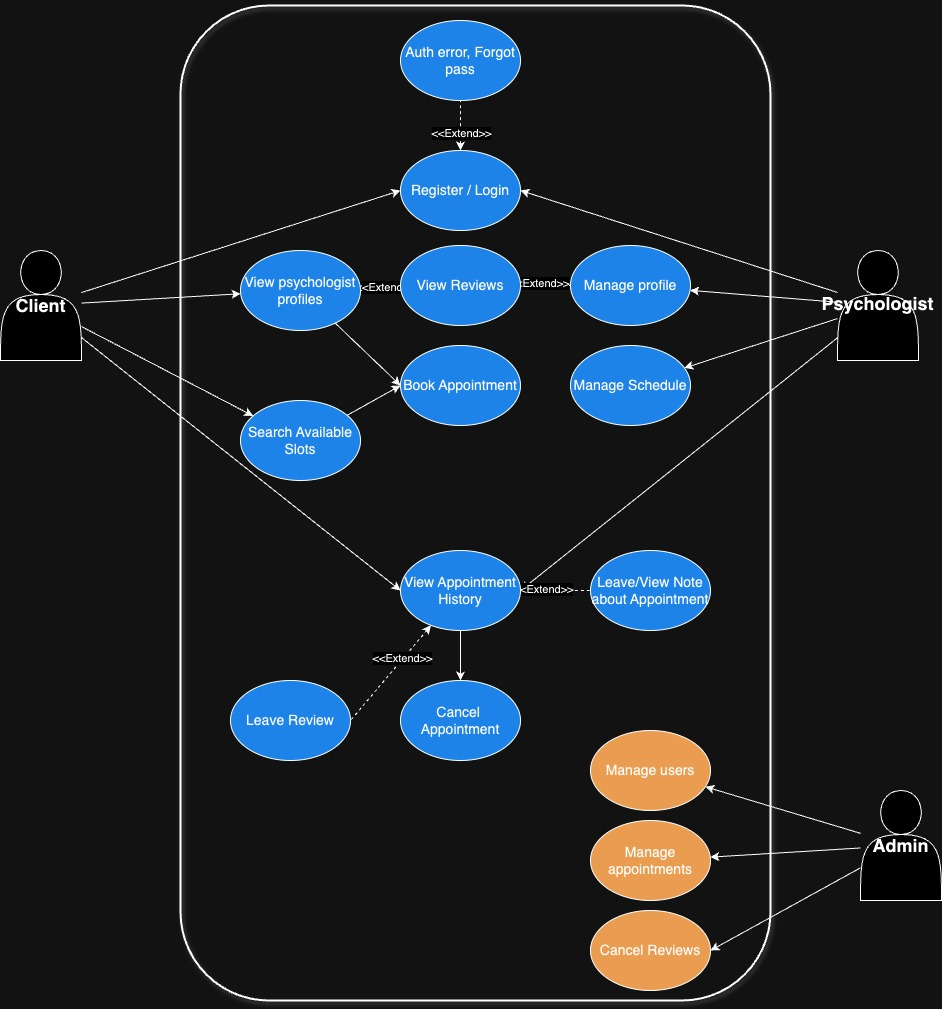 Auth error, Forgot
pass
<<Extend>>
Register / Login
View psychologist
profiles
<Extend
View Reviews
Extend>>
Manage profile
Client
Psychologist
Book Appointment
Manage Schedule
Search Available
Slots
View Appointment
History
<Extend>>
Leave/View Note
about Appointment
<<Extend>>
Leave Review
Cancel
Appointment
Manage users
Manage
appointments
Admin
Cancel Reviews